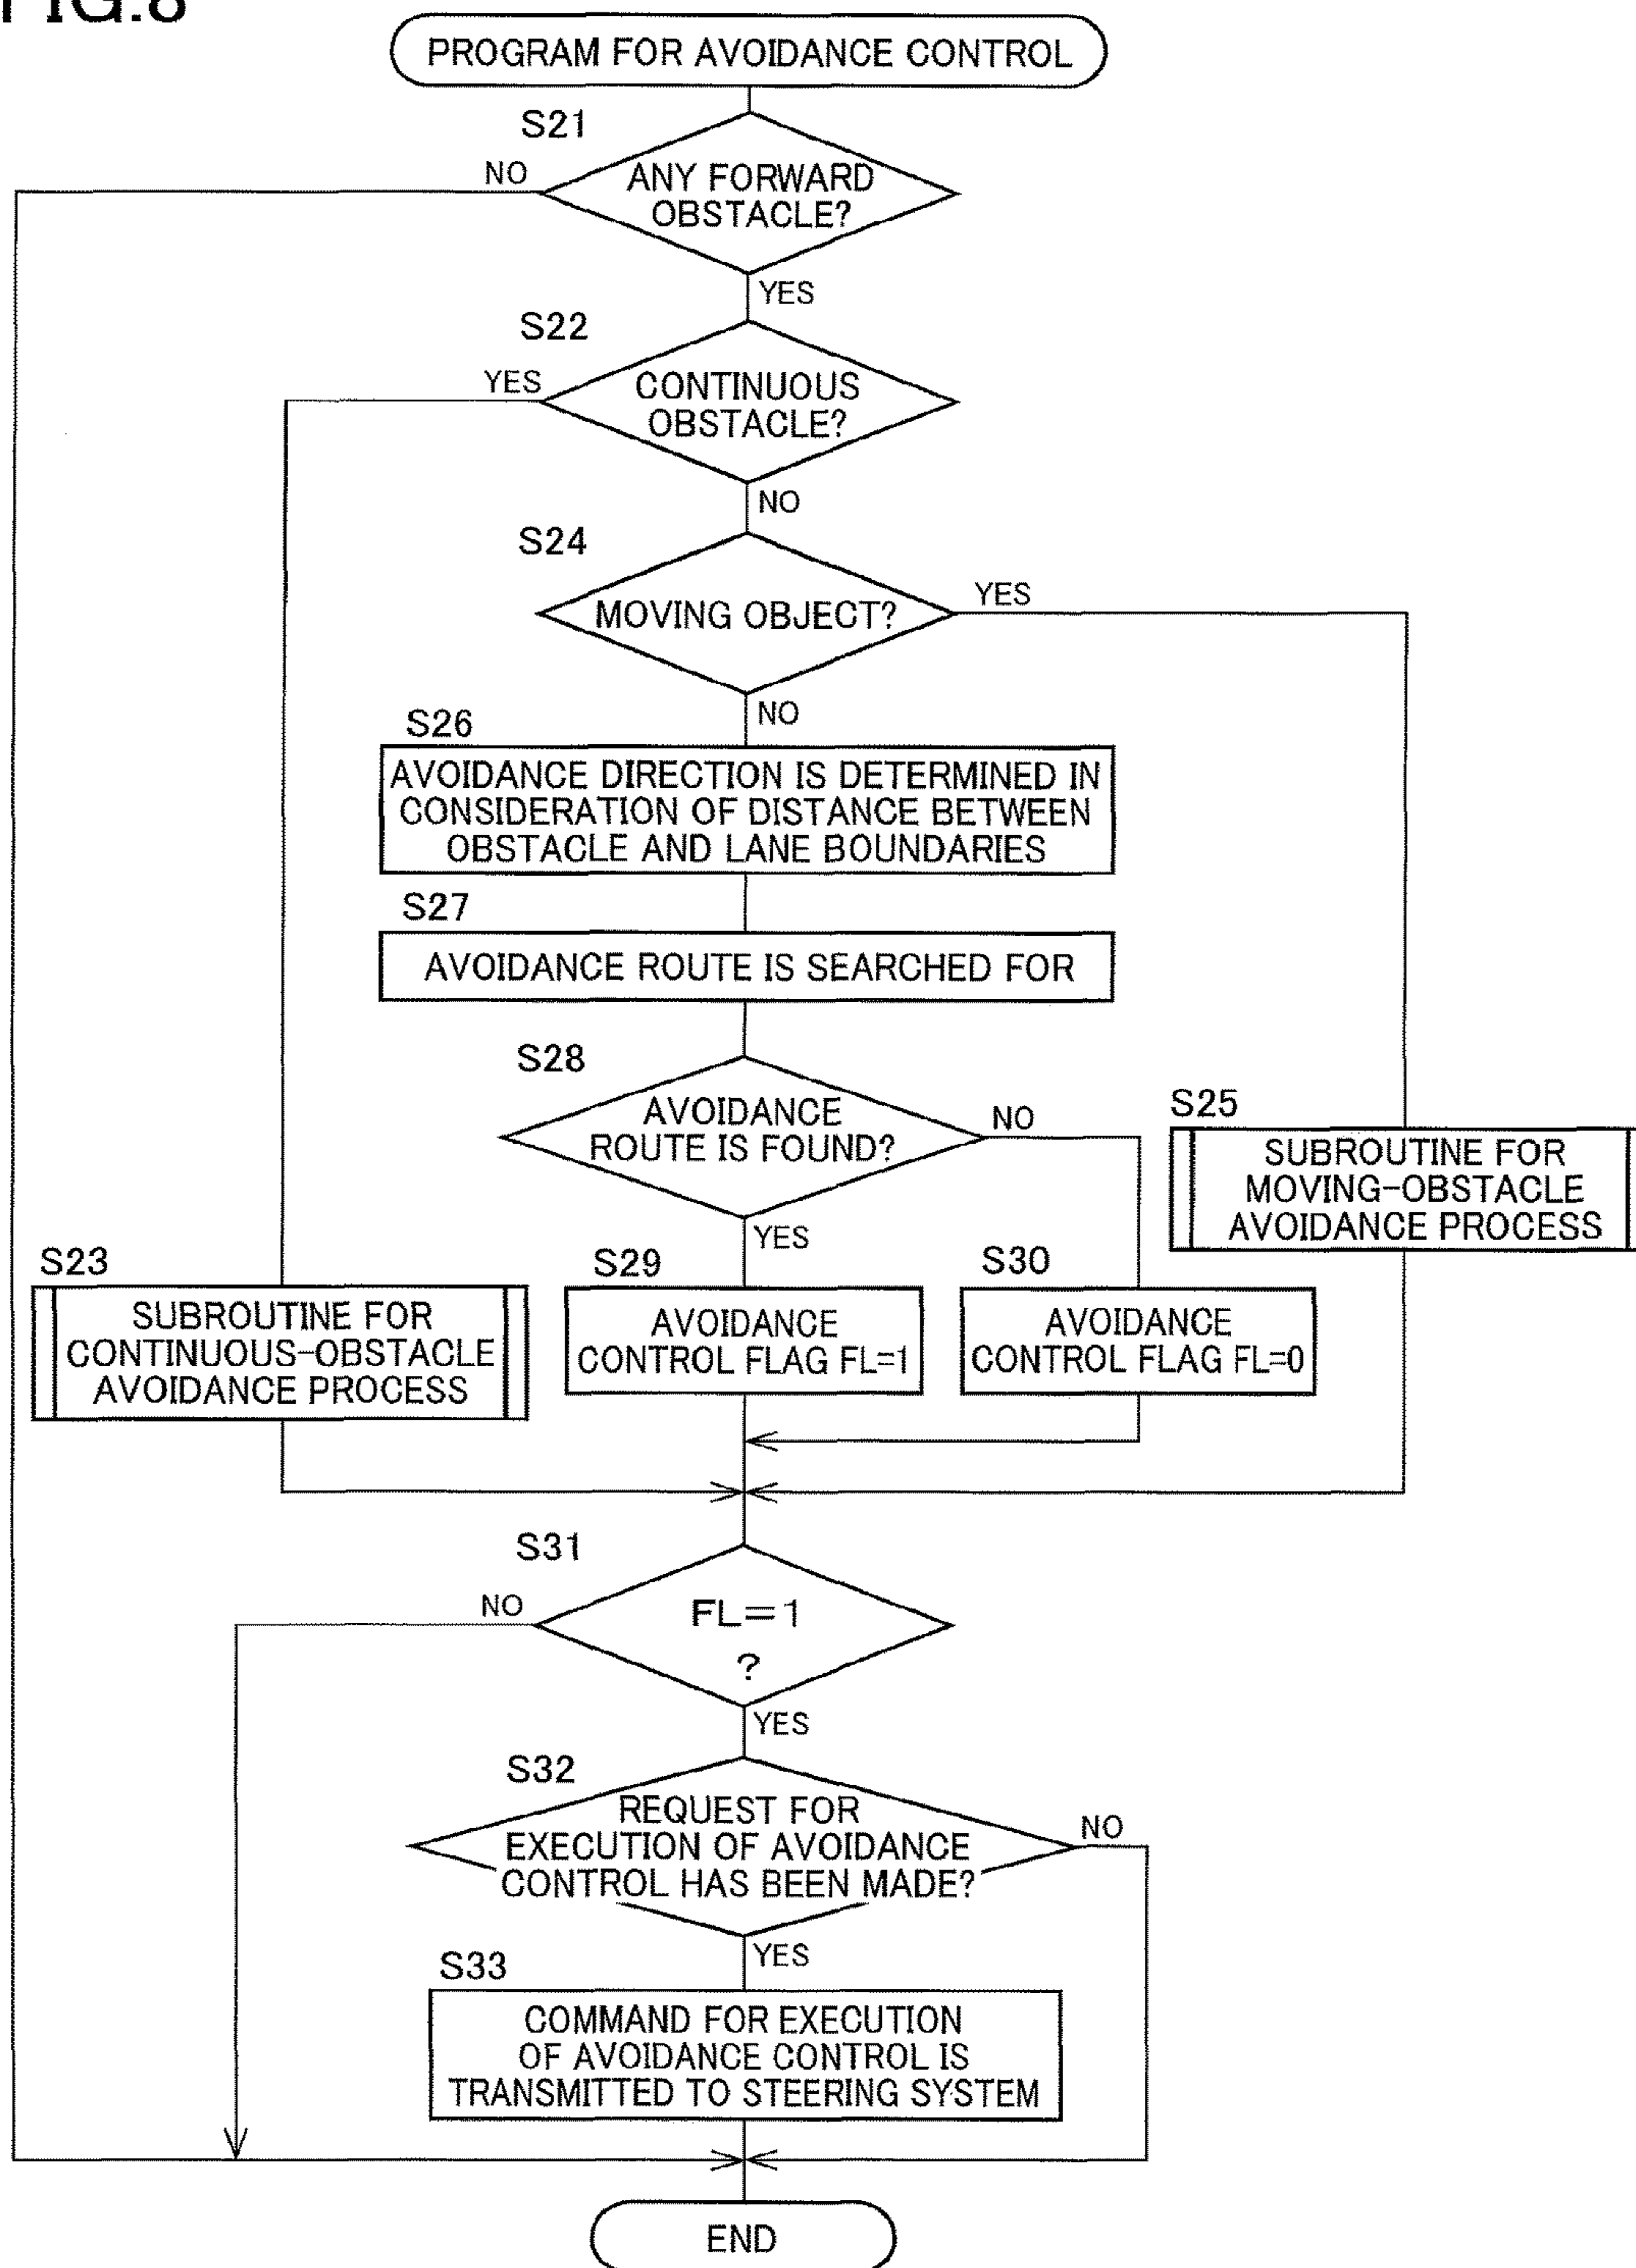 FIG.8
PROGRAM FOR AVOIDANCE CONTROL
S21
NO
ANY FORWARD
OBSTACLE?
YES
S22
YES
CONTINUOUS
OBSTACLE?
NO
S24
MOVING OBJECT?
YES
NO
S26
AVOIDANCE DIRECTION IS DETERMINED IN
CONSIDERATION OF DISTANCE BETWEEN
OBSTACLE AND LANE BOUNDARIES
S27
AVOIDANCE ROUTE IS SEARCHED FOR
S28
AVOIDANCE
ROUTE IS FOUND?
NO
YES
S25
SUBROUTINE FOR
MOVING-OBSTACLE
AVOIDANCE PROCESS
S23
SUBROUTINE FOR
CONTINUOUS-OBSTACLE
AVOIDANCE PROCESS
S29
AVOIDANCE
CONTROL FLAG FL=1
S30
AVOIDANCE
CONTROL FLAG FL=0
S31
NO
FL=1
?
YES
S32
REQUEST FOR
EXECUTION OF AVOIDANCE
CONTROL HAS BEEN MADE?
NO
YES
S33
COMMAND FOR EXECUTION
OF AVOIDANCE CONTROL IS
TRANSMITTED TO STEERING SYSTEM
END